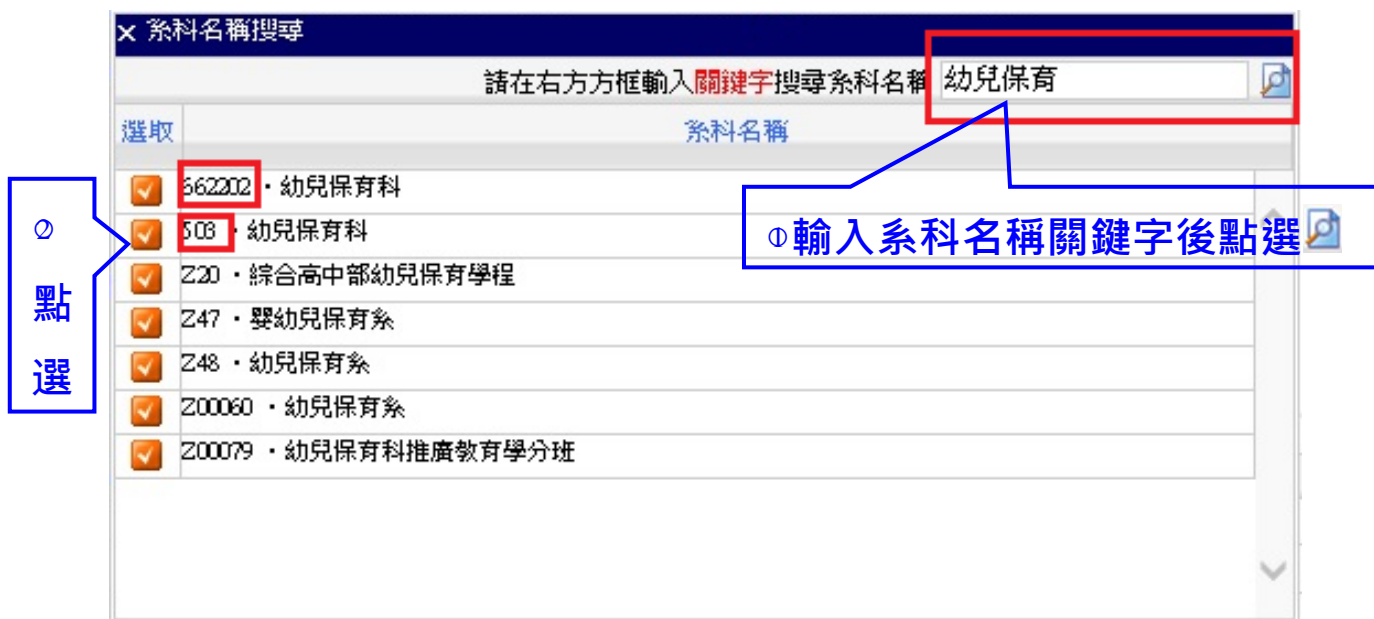 × 系科名稱搜尋
請在右方方框輸入關鍵字搜尋系科名稱 幼兒保育
選取 系科名稱
662202 ・幼兒保育科
503 ・幼兒保育科
Z20 ・綜合高中部幼兒保育學程
Z47 ・嬰幼兒保育系
Z48 ・幼兒保育系
Z00060 ・幼兒保育系
Z00079 ・幼兒保育科推廣教育學分班
①輸入系科名稱關鍵字後點選
②
點
選